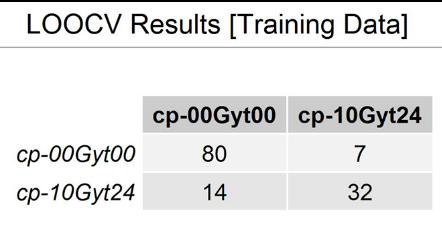 LOOCV Results [Training Data]
cp-00Gyt00 cp-10Gyt24
cp-00Gyt00 80 7
cp-10Gyt24 14 32